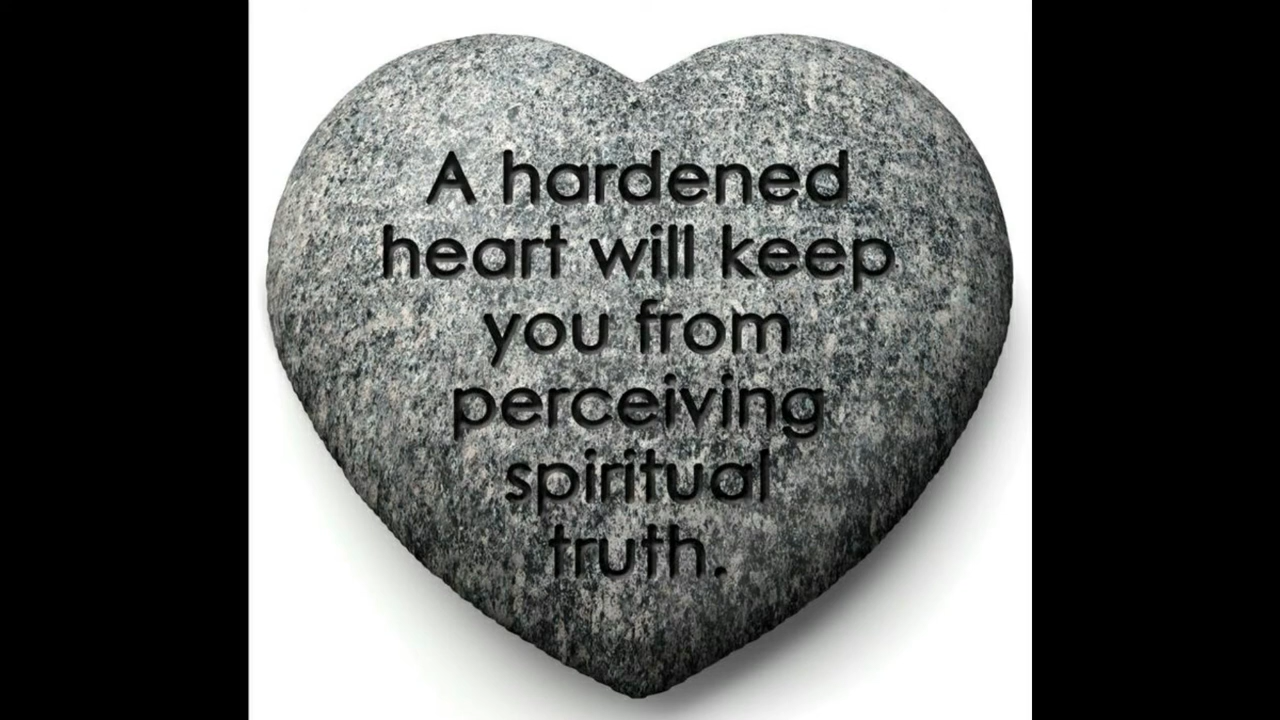 A hardened
heart will keep
you from
perceiving
spiritual
truth.